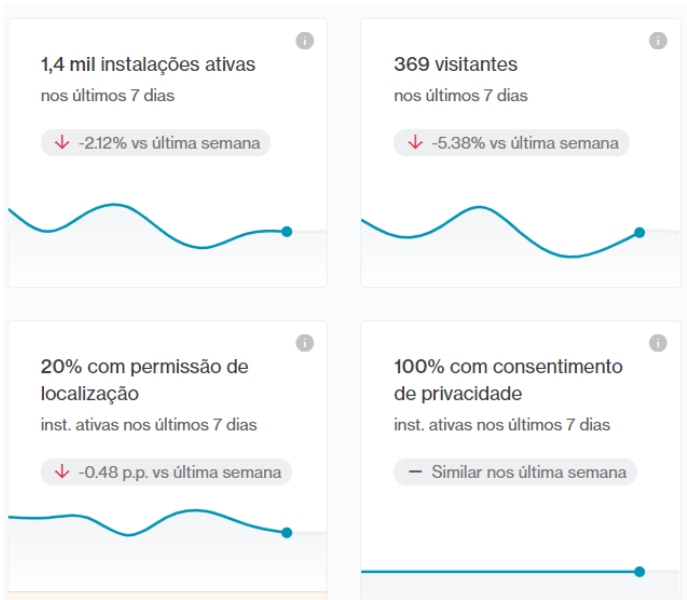 1,4 mil instalações ativas
nos últimos 7 dias
-2.12% vs última semana
369 visitantes
nos últimos 7 dias
-5.38% vs última semana
20% com permissão de
localização
inst. ativas nos últimos 7 dias
-0.48 p.p. vs última semana
100% com consentimento
de privacidade
inst. ativas nos últimos 7 dias
Similar nos última semana